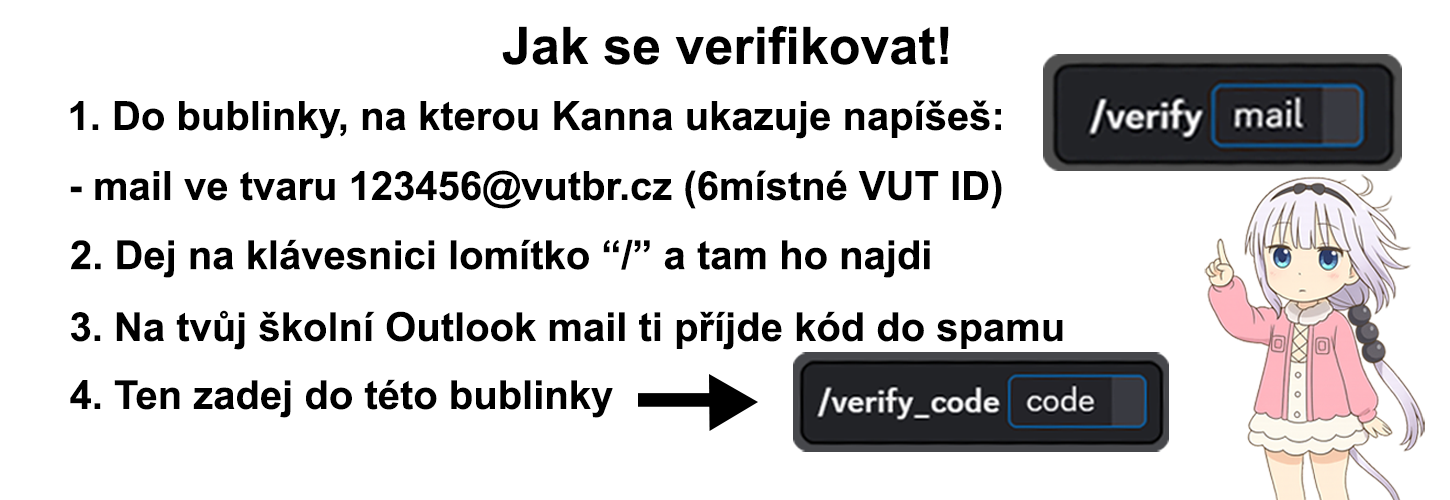 Jak se verifikovat!
1. Do bublinky, na kterou Kanna ukazuje napíšeš:
/verify mail
- mail ve tvaru 123456@vutbr.cz (6místné VUT ID)
2. Dej na klávesnici lomítko “/” a tam ho najdi
3. Na tvůj školní Outlook mail ti příjde kód do spamu
4. Ten zadej do této bublinky
/verify_code code